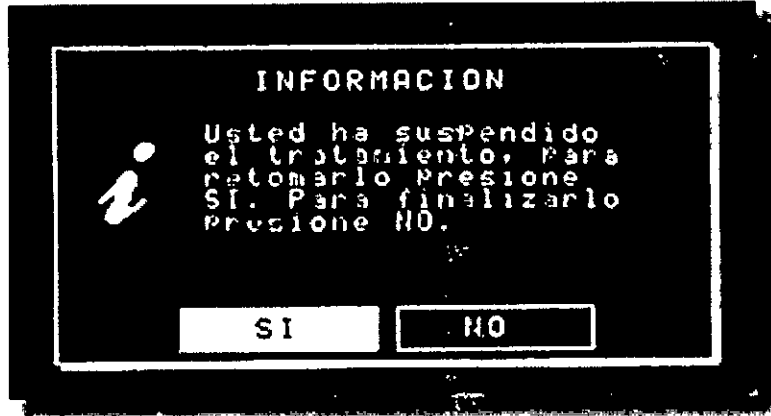 INFORMACION
Usted ha suspendido
el tratamiento, para
retomarlo presione
SI. Para finalizarlo
presione NO.
SI
NO